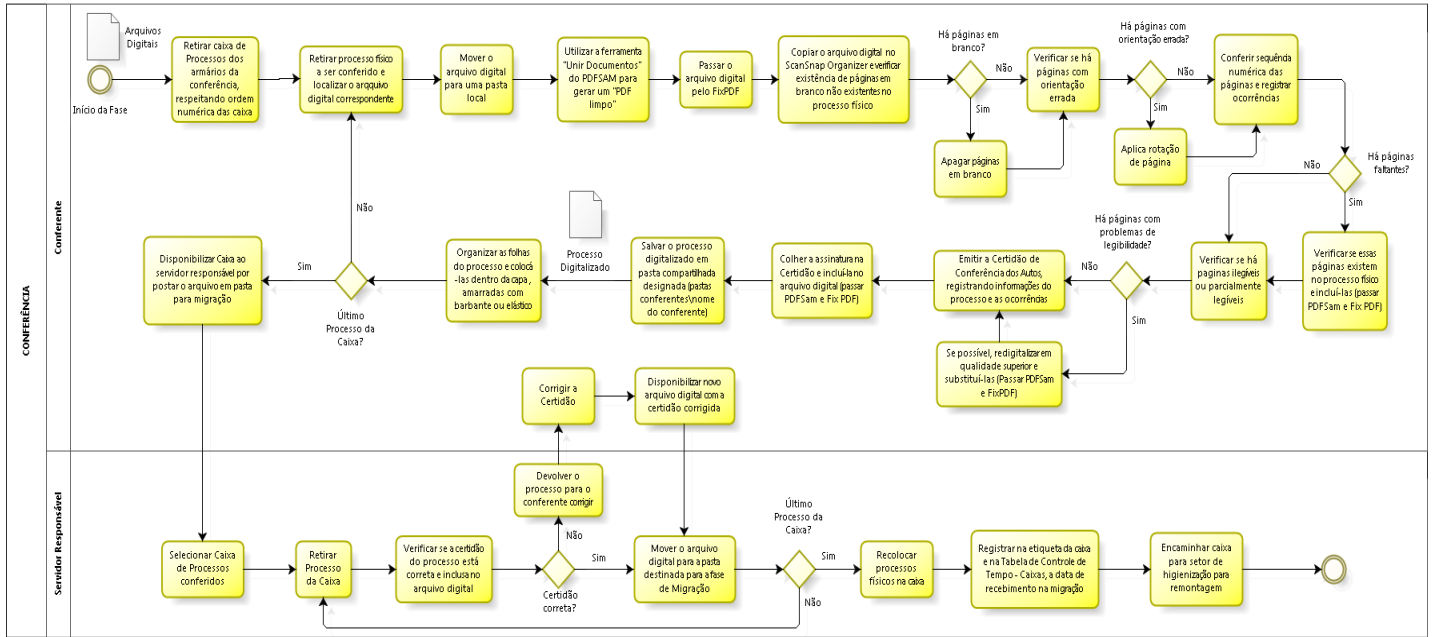 CONFERÊNCIA
Conferente
Arquivos
Digitais
Início da Fase
Retirar caixa de
Processos dos
armários da
conferência,
respeitando ordem
numérica das caixa
Retirar processo físico
a ser conferido e
localizar o arquivo
digital correspondente
Mover o
arquivo digital
para uma pasta
local
Utilizar a ferramenta
"Unir Documentos"
do PDFSAM para
gerar um "PDF
limpo"
Passar o
arquivo digital
pelo FixPDF
Copiar o arquivo digital no
ScanSnap Organizer e verificar
existência de páginas em
branco não existentes no
processo físico
Há páginas em
branco?
Não
Sim
Apagar páginas
em branco
Verificar se há
páginas com
orientação
errada
Há páginas com
orientação errada?
Não
Sim
Aplica rotação
de página
Conferir sequência
numérica das
páginas e registrar
ocorrências
Há páginas
faltantes?
Não
Sim
Verificar se essas
páginas existem
no processo físico
e incluí-las (passar
PDFSam e Fix PDF)
Verificar se há
paginas ilegíveis
ou parcialmente
legíveis
Há páginas com
problemas de
legibilidade?
Não
Sim
Se possível, redigitalizar em
qualidade superior e
substituí-las (Passar PDFSam
e FixPDF)
Emitir a Certidão de
Conferência dos Autos,
registrando informações do
processo e as ocorrências
Colher a assinatura na
Certidão e incluí-la no
arquivo digital (passar
PDFSam e Fix PDF)
Salvar o processo
digitalizado em
pasta compartilhada
designada (pastas
conferentes\nome
do conferente)
Processo
Digitalizado
Organizar as folhas
do processo e colocá
-las dentro da capa,
amarradas com
barbante ou elástico
Último
Processo da
Caixa?
Não
Sim
Disponibilizar Caixa ao
servidor responsável por
postar o arquivo em pasta
para migração
Corrigir a
Certidão
Disponibilizar novo
arquivo digital com a
certidão corrigida
Servidor Responsável
Selecionar Caixa
de Processos
conferidos
Retirar
Processo
da Caixa
Verificar se a certidão
do processo está
correta e inclusa no
arquivo digital
Certidão
correta?
Não
Sim
Devolver o
processo para o
conferente corrigir
Mover o arquivo
digital para a pasta
destinada para a fase
de Migração
Último
Processo da
Caixa?
Sim
Não
Recolocar
processos
físicos na caixa
Registrar na etiqueta da caixa
e na Tabela de Controle de
Tempo - Caixas, a data de
recebimento na migração
Encaminhar caixa
para setor de
higienização para
remontagem